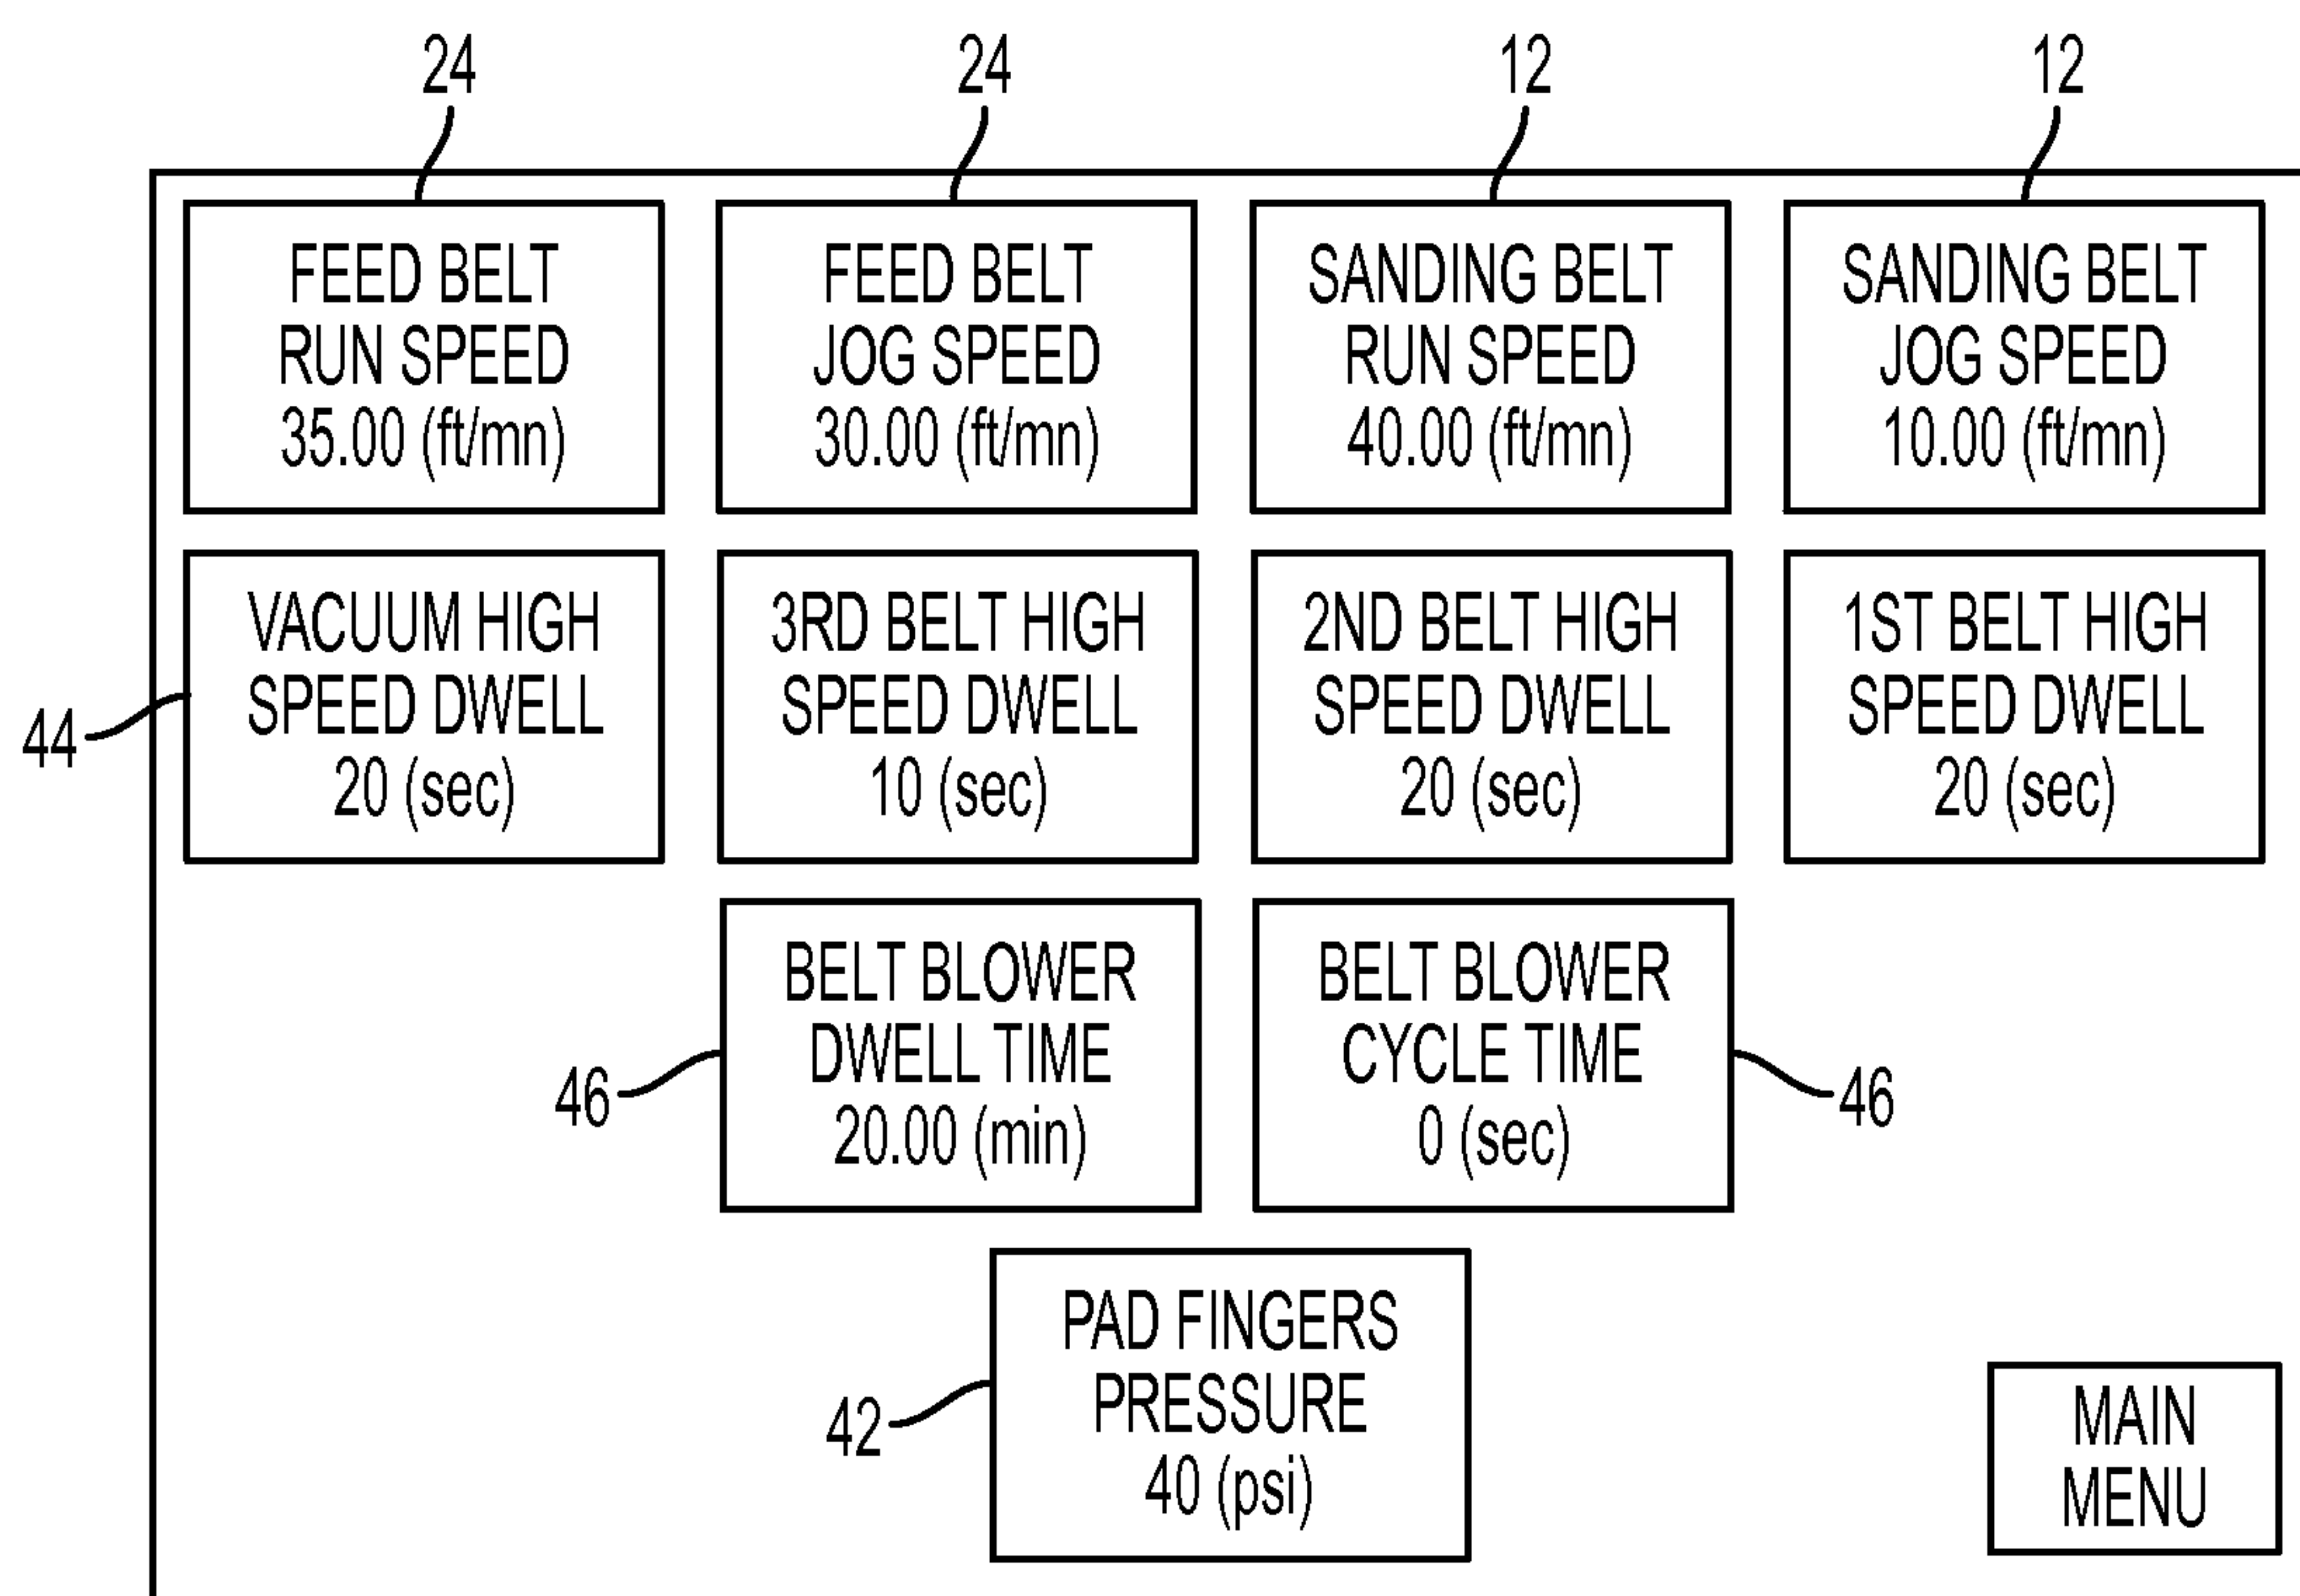 24
24
12
12
FEED BELT
RUN SPEED
35.00 (ft/mn)
FEED BELT
JOG SPEED
30.00 (ft/mn)
SANDING BELT
RUN SPEED
40.00 (ft/mn)
SANDING BELT
JOG SPEED
10.00 (ft/mn)
44
VACUUM HIGH
SPEED DWELL
20 (sec)
3RD BELT HIGH
SPEED DWELL
10 (sec)
2ND BELT HIGH
SPEED DWELL
20 (sec)
1ST BELT HIGH
SPEED DWELL
20 (sec)
46
BELT BLOWER
DWELL TIME
20.00 (min)
BELT BLOWER
CYCLE TIME
0 (sec)
46
42
PAD FINGERS
PRESSURE
40 (psi)
MAIN
MENU